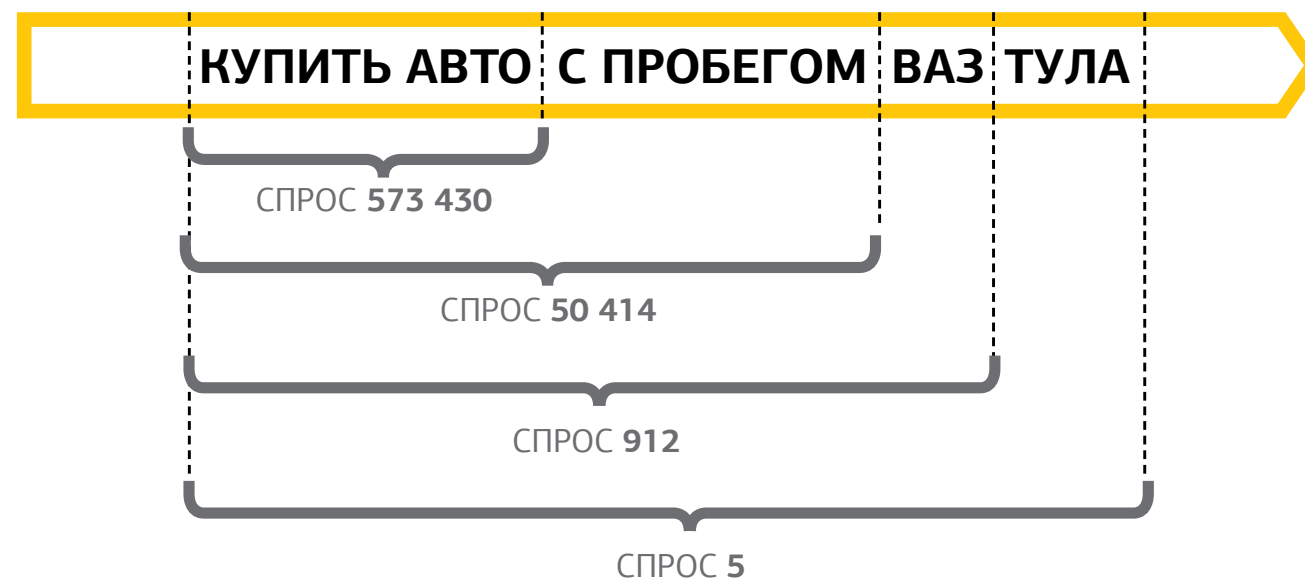 КУПИТЬ АВТО С ПРОБЕГОМ ВАЗ ТУЛА
СПРОС 573 430
СПРОС 50 414
СПРОС 912
СПРОС 5